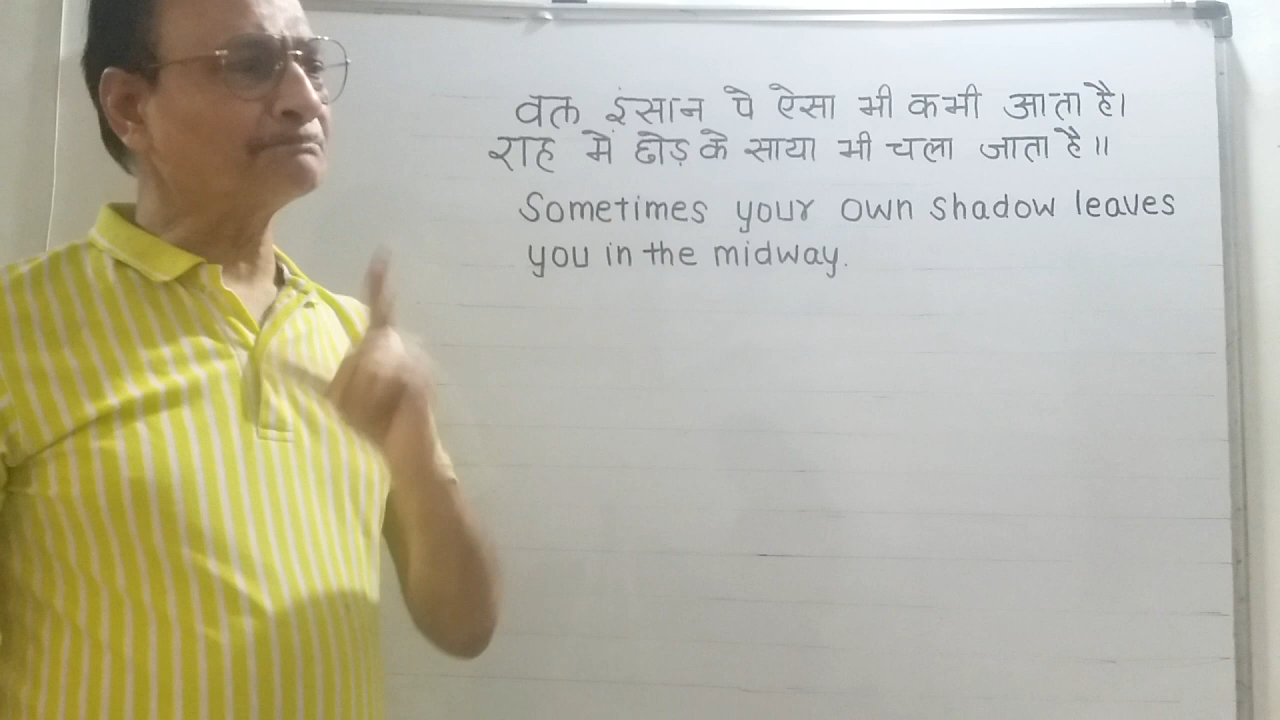 वक्त इंसान पे ऐसा भी कभी आता है।
राह में छोड़ के साया भी चला जाता है॥
Sometimes your own shadow leaves
you in the midway.